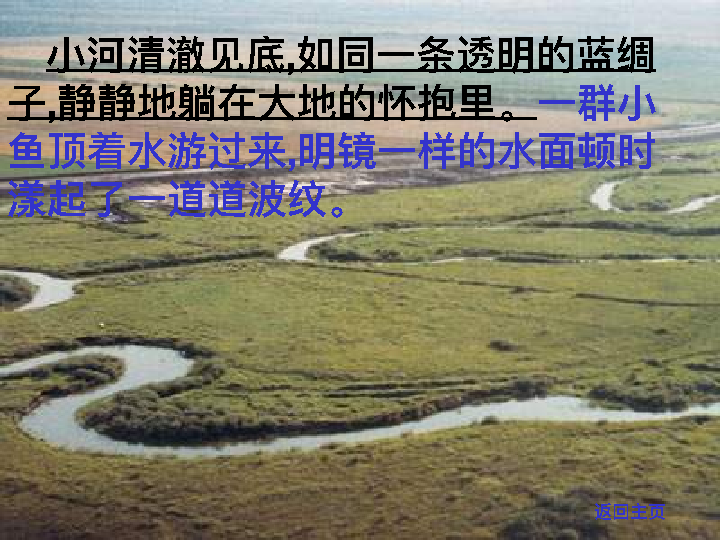 小河清澈见底,如同一条透明的蓝绸
子,静静地躺在大地的怀抱里。一群小
鱼顶着水游过来,明镜一样的水面顿时
漾起了一道道波纹。
返回主页